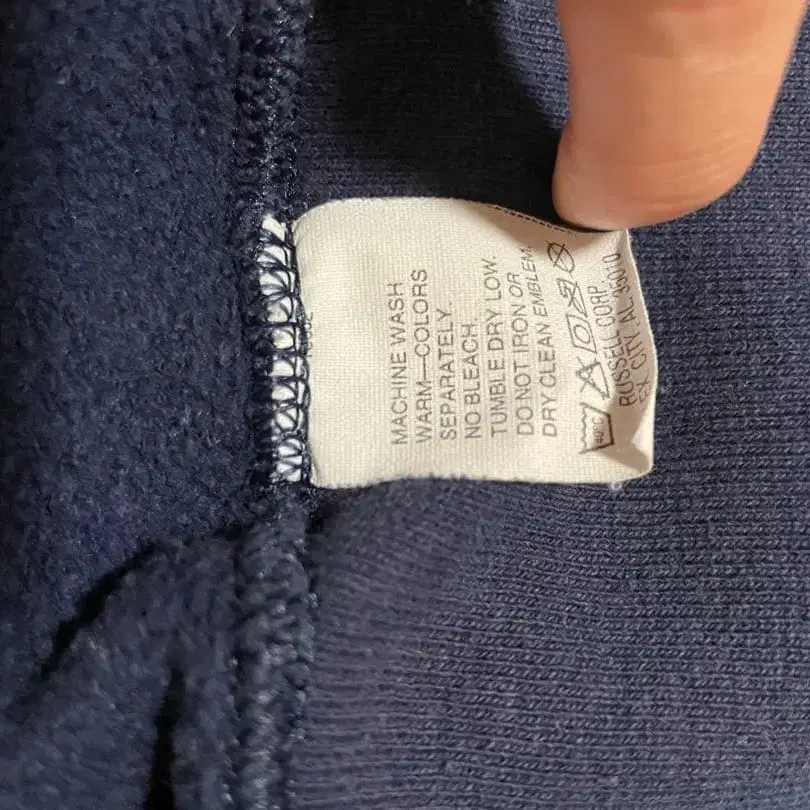 MACHINE WASH
WARM—COLORS
SEPARATELY.
NO BLEACH.
TUMBLE DRY LOW.
DO NOT IRON OR
DRY CLEAN EMBLEM.
40°C
RUSSELL CORP.
CITY, AL 35010